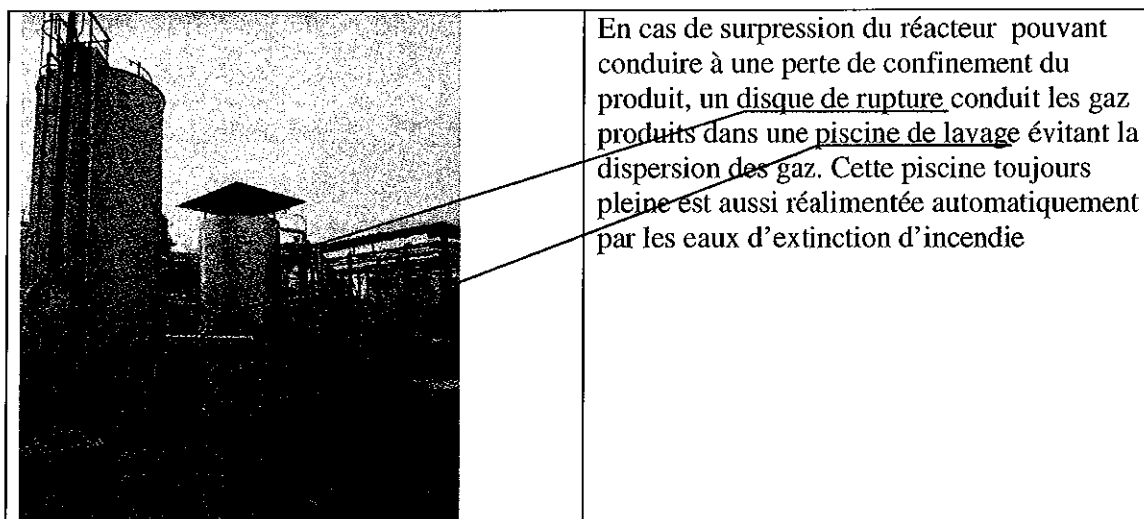 En cas de surpression du réacteur pouvant
conduire à une perte de confinement du
produit, un disque de rupture conduit les gaz
produits dans une piscine de lavage évitant la
dispersion des gaz. Cette piscine toujours
pleine est aussi réalimentée automatiquement
par les eaux d'extinction d'incendie